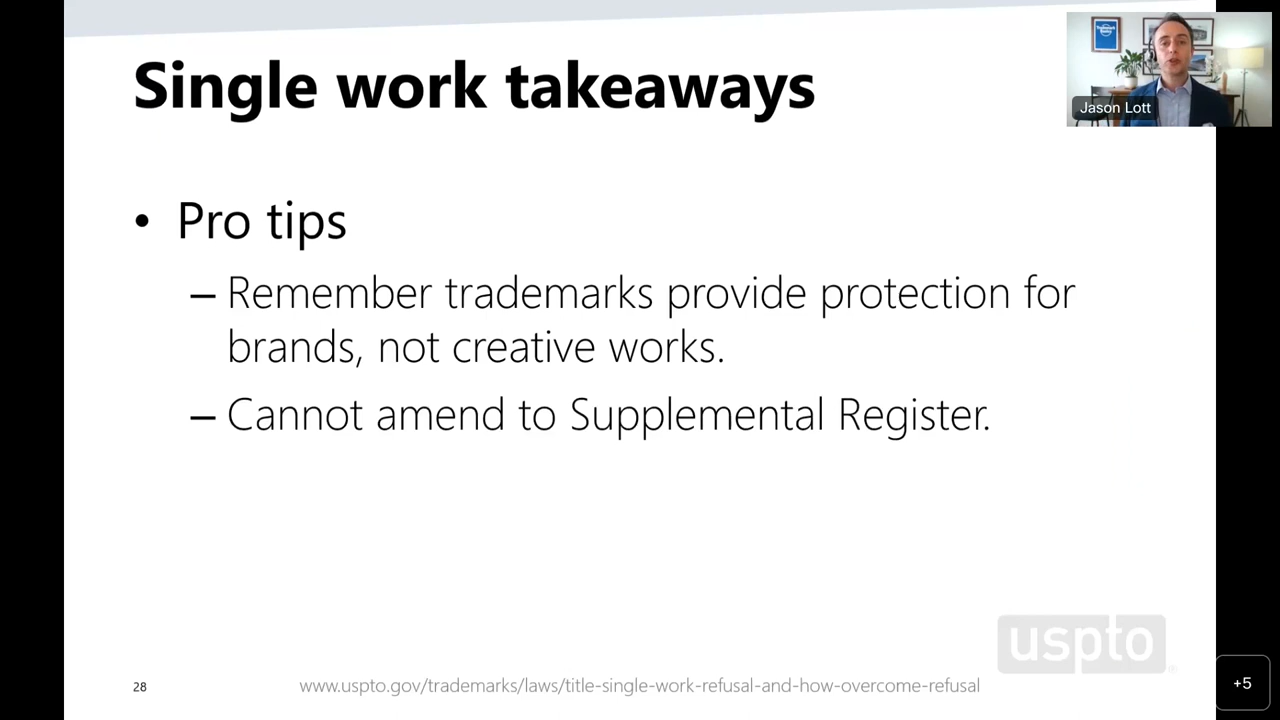 Single work takeaways
Jason Lott
• Pro tips
– Remember trademarks provide protection for
brands, not creative works.
– Cannot amend to Supplemental Register.
uspto
28
www.uspto.gov/trademarks/laws/title-single-work-refusal-and-how-overcome-refusal
+5